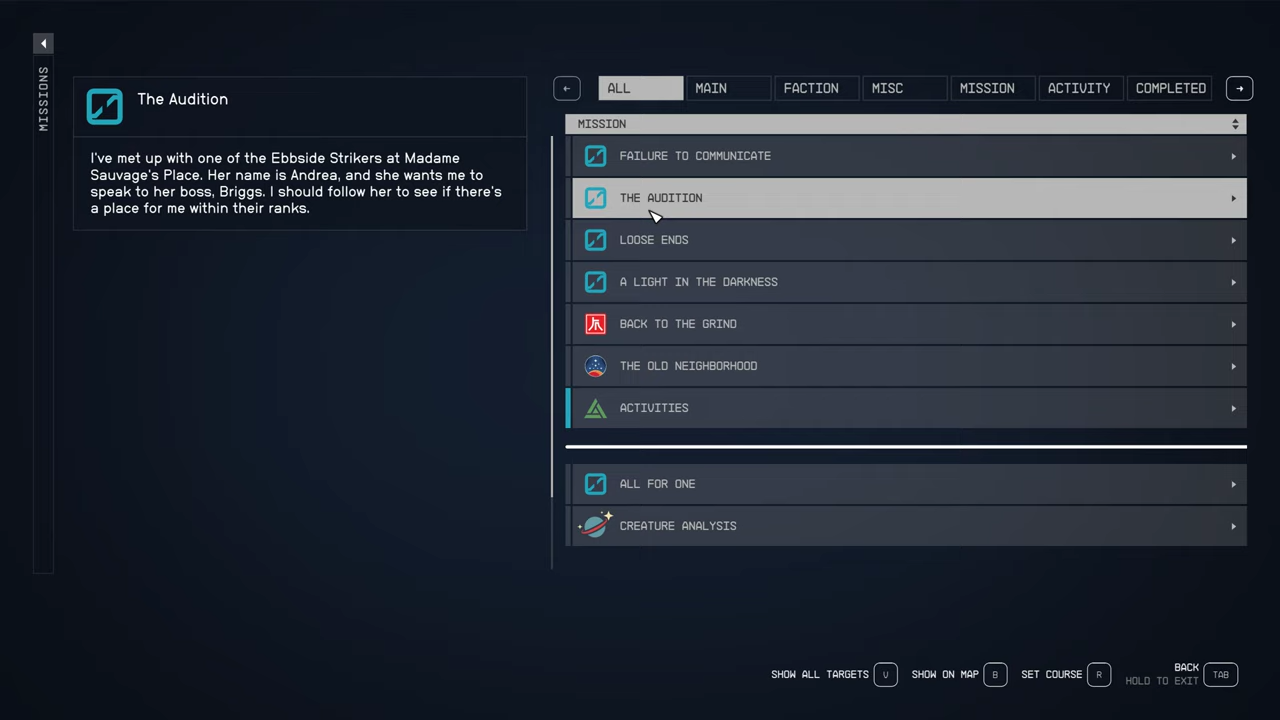 MISSIONS
The Audition
I've met up with one of the Ebbside Strikers at Madame
Sauvage's Place. Her name is Andrea, and she wants me to
speak to her boss, Briggs. I should follow her to see if there's
a place for me within their ranks.
ALL MAIN FACTION MISC MISSION ACTIVITY COMPLETED
MISSION
FAILURE TO COMMUNICATE
THE AUDITION
LOOSE ENDS
A LIGHT IN THE DARKNESS
BACK TO THE GRIND
THE OLD NEIGHBORHOOD
ACTIVITIES
ALL FOR ONE
CREATURE ANALYSIS
SHOW ALL TARGETS V SHOW ON MAP B SET COURSE R BACK TAB
HOLD TO EXIT